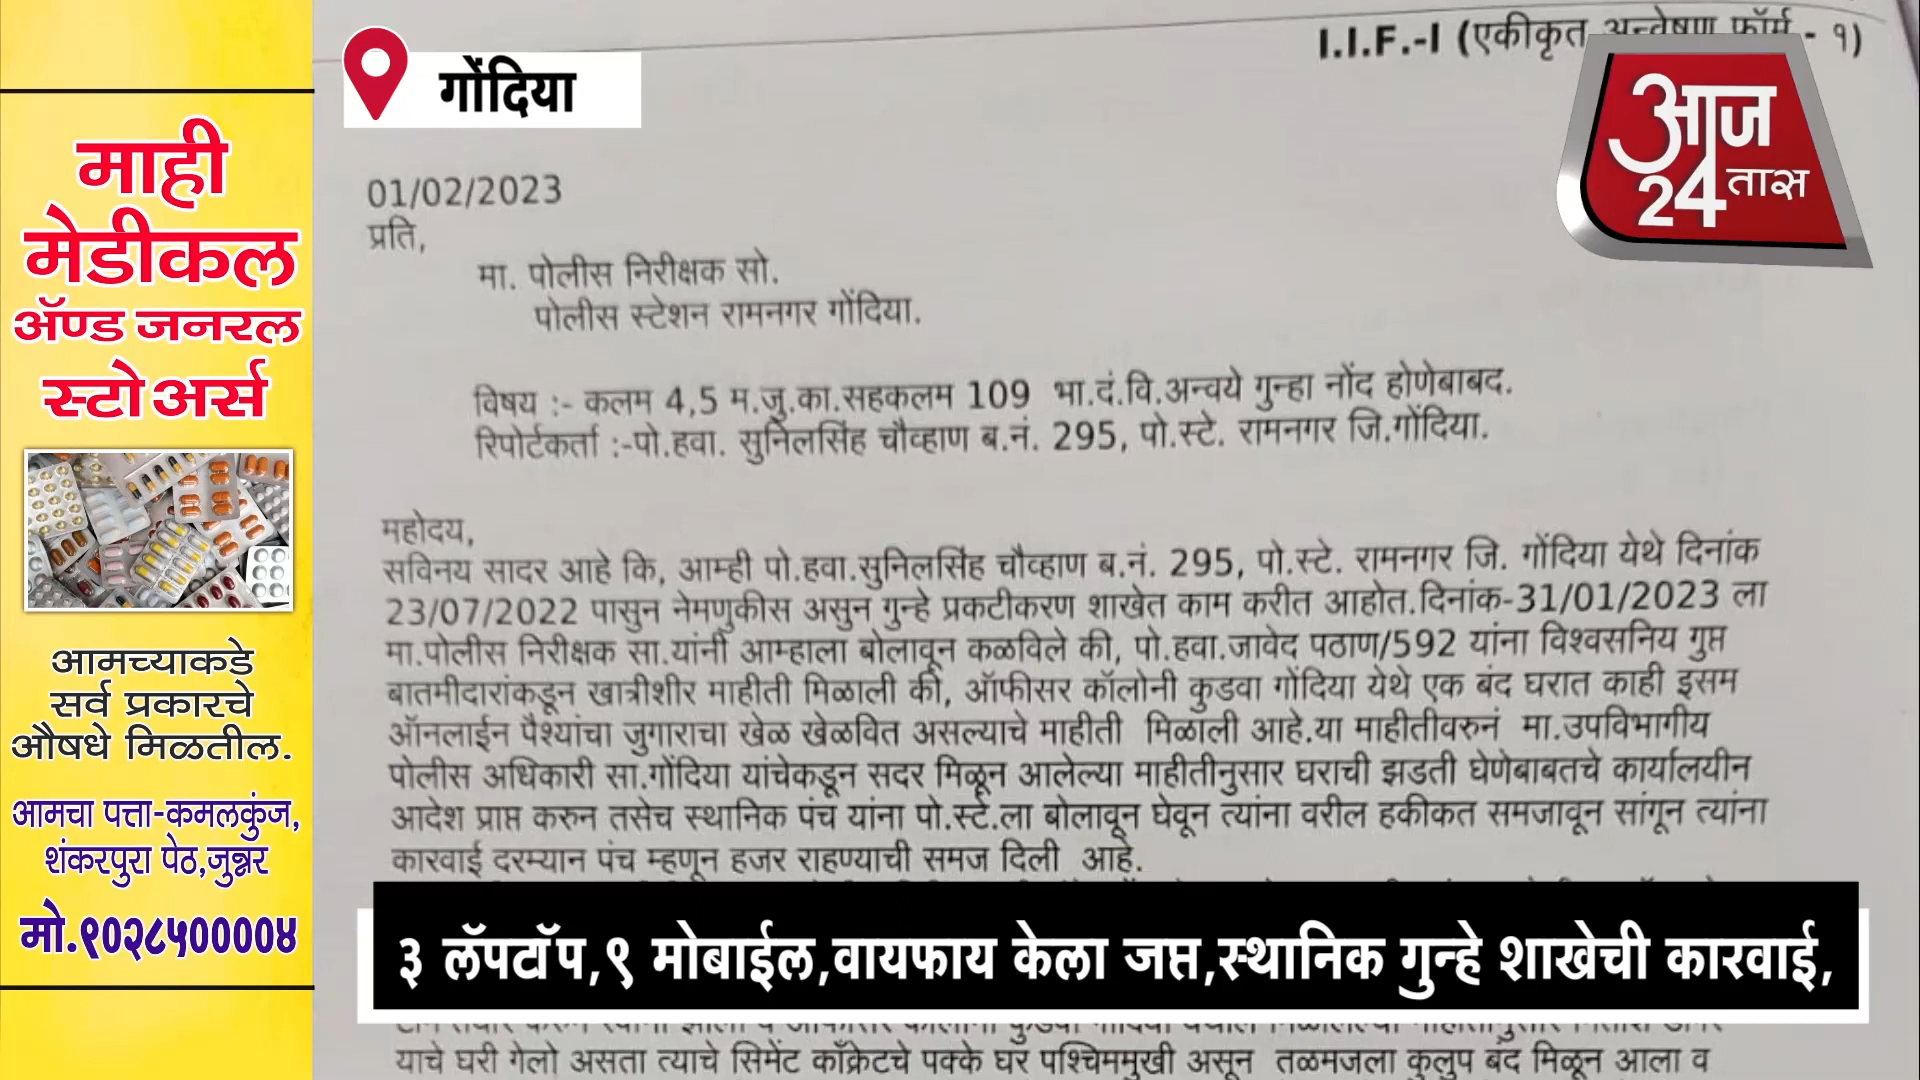 माही
मेडीकल
ॲण्ड जनरल
स्टोअर्स
आमच्याकडे
सर्व प्रकारचे
औषधे मिळतील.
आमचा पत्ता-कमलकुंज,
शंकरपुरा पेठ,जुन्नर
मो.९०२८५००००४
गोंदिया
I.I.F.-I (एकीकृत अन्वेषण फॉर्म - १)
आज
24 तास
01/02/2023
प्रति,
मा. पोलीस निरीक्षक सो.
पोलीस स्टेशन रामनगर गोंदिया.
विषय :- कलम 4,5 म.जु.का.सहकलम 109 भा.दं.वि.अन्वये गुन्हा नोंद होणेबाबद.
रिपोर्टकर्ता :-पो.हवा. सुनिलसिंह चौव्हाण ब.नं. 295, पो.स्टे. रामनगर जि.गोंदिया.
महोदय,
सविनय सादर आहे कि, आम्ही पो.हवा.सुनिलसिंह चौव्हाण ब.नं. 295, पो.स्टे. रामनगर जि. गोंदिया येथे दिनांक
23/07/2022 पासुन नेमणुकीस असुन गुन्हे प्रकटीकरण शाखेत काम करीत आहोत.दिनांक-31/01/2023 ला
मा.पोलीस निरीक्षक सा.यांनी आम्हाला बोलावून कळविले की, पो.हवा.जावेद पठाण/592 यांना विश्वसनिय गुप्त
बातमीदारांकडून खात्रीशीर माहीती मिळाली की, ऑफीसर कॉलोनी कुडवा गोंदिया येथे एक बंद घरात काही इसम
ऑनलाईन पैश्यांचा जुगाराचा खेळ खेळवित असल्याचे माहीती मिळाली आहे.या माहीतीवरुनं मा.उपविभागीय
पोलीस अधिकारी सा.गोंदिया यांचेकडून सदर मिळून आलेल्या माहीतीनुसार घराची झडती घेणेबाबतचे कार्यालयीन
आदेश प्राप्त करुन तसेच स्थानिक पंच यांना पो.स्टे.ला बोलावून घेवून त्यांना वरील हकीकत समजावून सांगून त्यांना
कारवाई दरम्यान पंच म्हणून हजर राहण्याची समज दिली आहे.
३ लॅपटॉप,९ मोबाईल,वायफाय केला जप्त,स्थानिक गुन्हे शाखेची कारवाई,
याचे घरी गेलो असता त्याचे सिमेंट काँक्रेटचे पक्के घर पश्चिममुखी असून तळमजला कुलुप बंद मिळून आला व